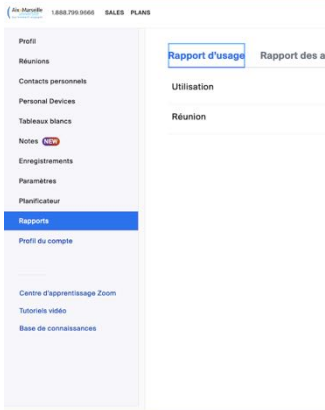 Aix-Marseille
1.888.799.9666 SALES PLANS
Profil
Réunions
Contacts personnels
Personal Devices
Tableaux blancs
Notes NEW
Enregistrements
Paramètres
Planificateur
Rapports
Profil du compte
Centre d'apprentissage Zoom
Tutoriels vidéo
Base de connaissances
Rapport d'usage Rapport des a
Utilisation
Réunion